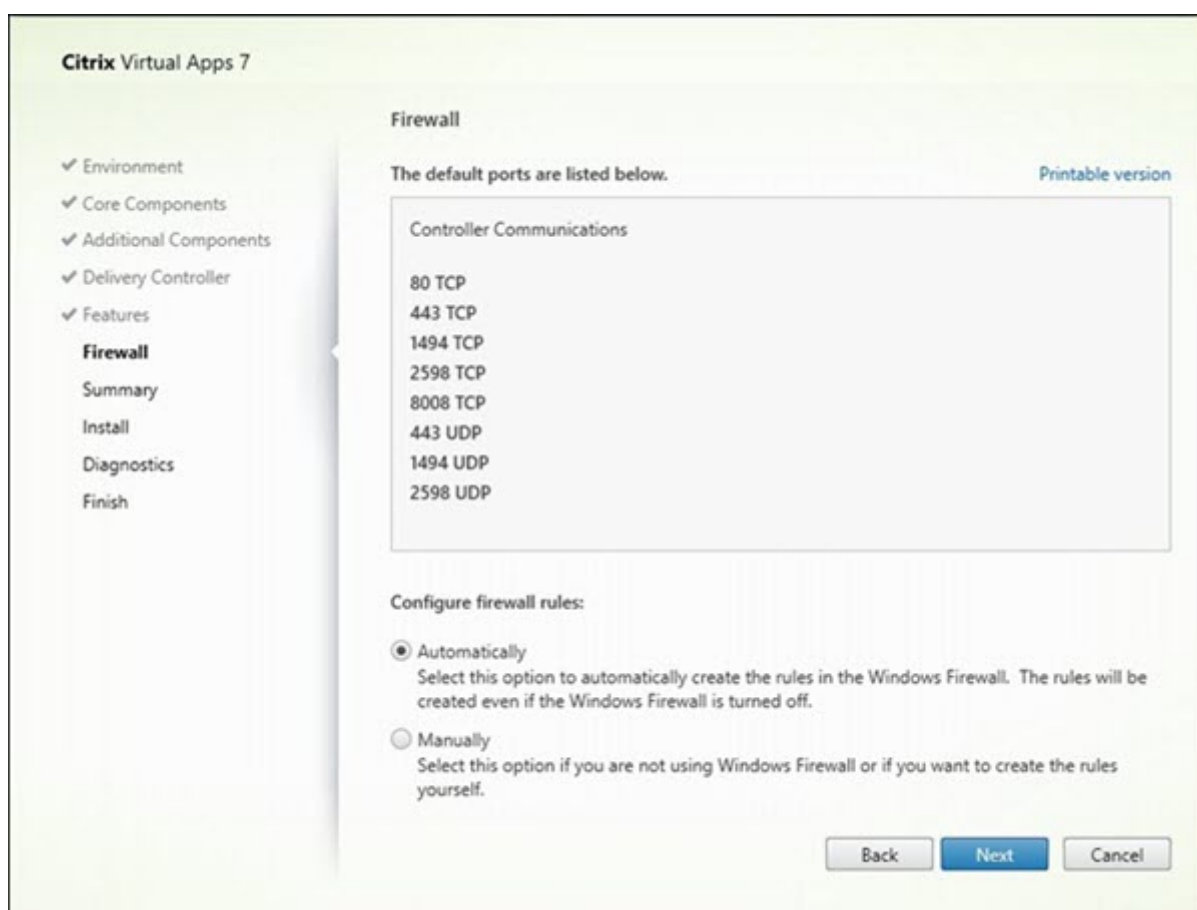 Citrix Virtual Apps 7
Environment
Core Components
Additional Components
Delivery Controller
Features
Firewall
Summary
Install
Diagnostics
Finish
Firewall
The default ports are listed below.
Printable version
Controller Communications
80 TCP
443 TCP
1494 TCP
2598 TCP
8008 TCP
443 UDP
1494 UDP
2598 UDP
Configure firewall rules:
Automatically
Select this option to automatically create the rules in the Windows Firewall. The rules will be
created even if the Windows Firewall is turned off.
Manually
Select this option if you are not using Windows Firewall or if you want to create the rules
yourself.
Back
Next
Cancel